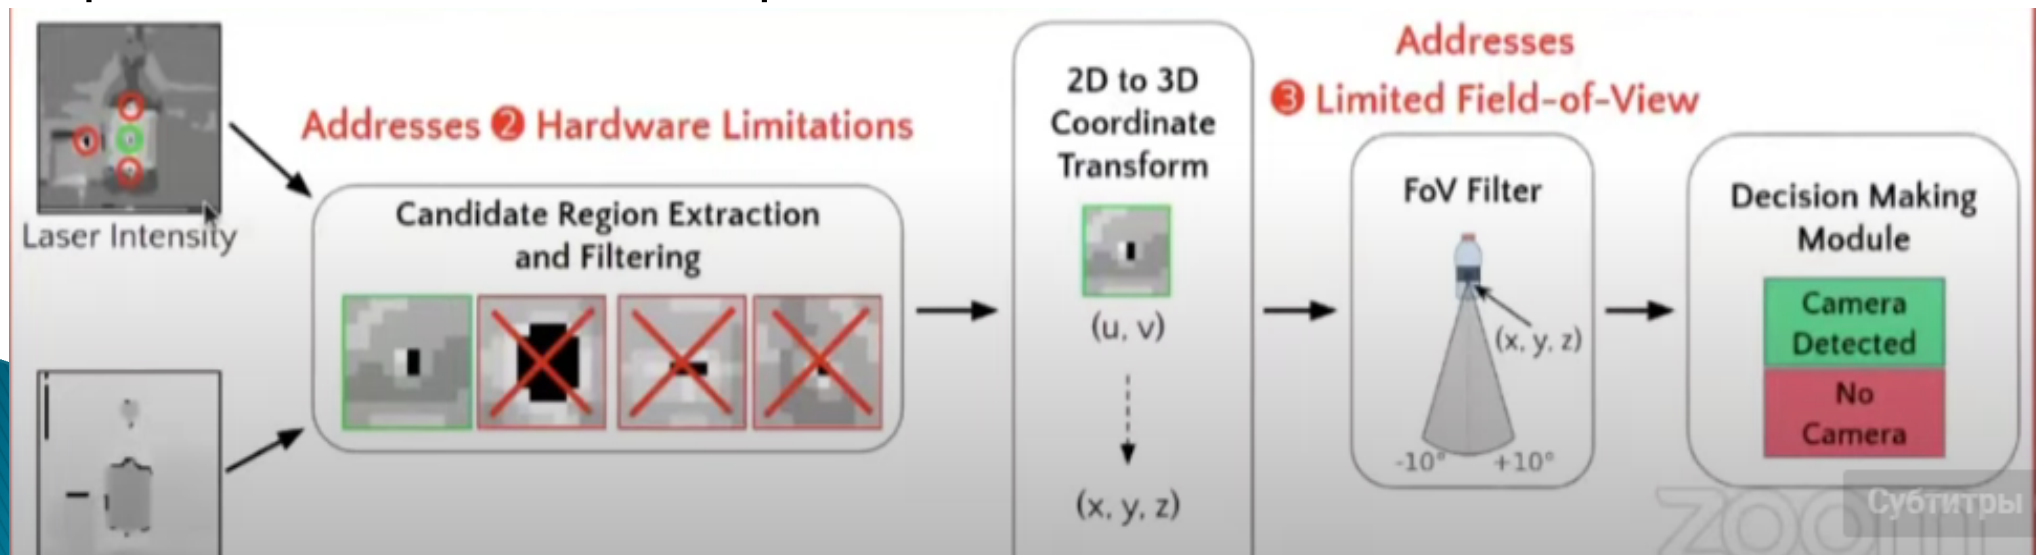 Laser Intensity
Addresses ❷ Hardware Limitations
Candidate Region Extraction
and Filtering
2D to 3D
Coordinate
Transform
(u, v)
(x, y, z)
Addresses
❸ Limited Field-of-View
FoV Filter
(x, y, z)
-10°
+10°
Decision Making
Module
Camera
Detected
No
Camera
zoom
Субтитры